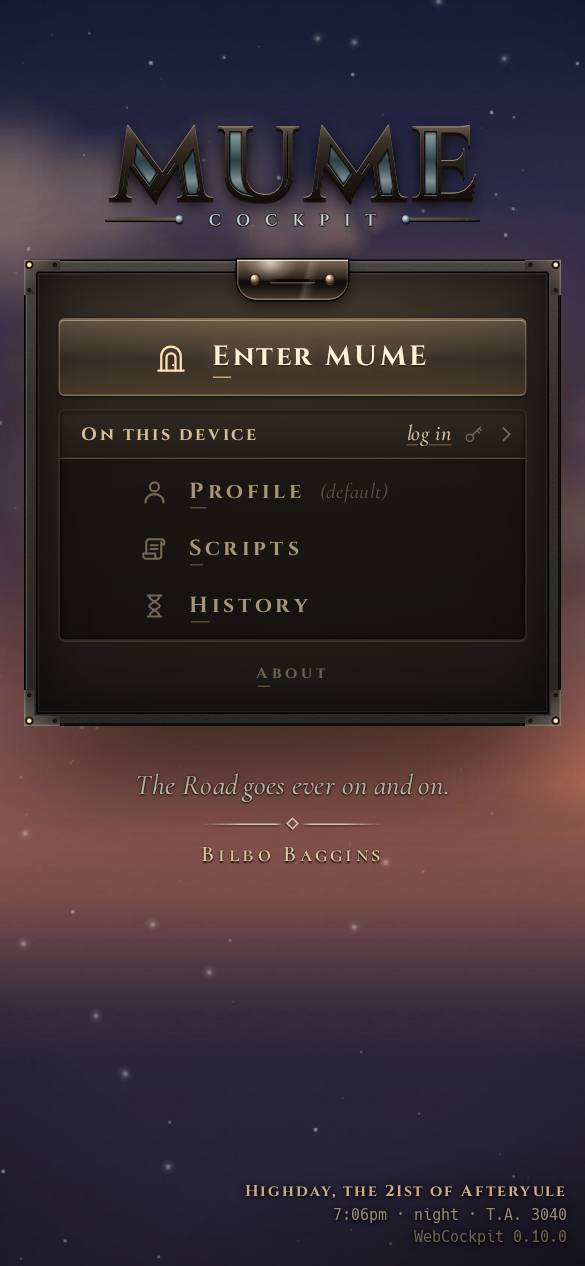 MUME
COCKPIT
Enter MUME
On this device log in
Profile (default)
Scripts
History
About
The Road goes ever on and on.
Bilbo Baggins
Highday, the 21st of Afteryule
7:06pm · night · T.A. 3040
WebCockpit 0.10.0